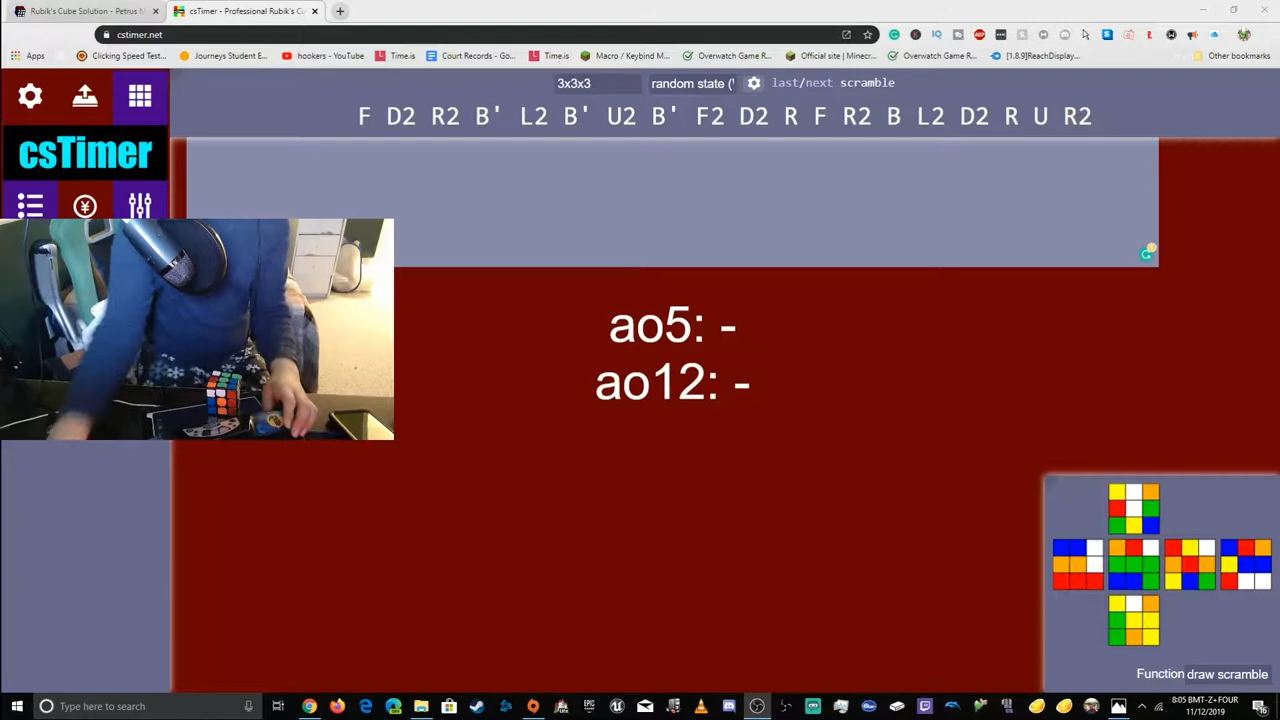 Rubik's Cube Solution - Petrus M
csTimer - Professional Rubik's Cu
cstimer.net
Apps
Clicking Speed Test...
Journeys Student E...
hookers - YouTube
Time.is
Court Records - Go...
Time.is
Macro / Keybind M...
Overwatch Game R...
Official site | Minecr...
Overwatch Game R...
[1.8.9]ReachDisplay...
Other bookmarks
3x3x3
random state (
last/next scramble
F D2 R2 B' L2 B' U2 B' F2 D2 R F R2 B L2 D2 R U R2
csTimer
ao5: -
ao12: -
Function draw scramble
Type here to search
8:05 BMT-Z+FOUR
11/12/2019